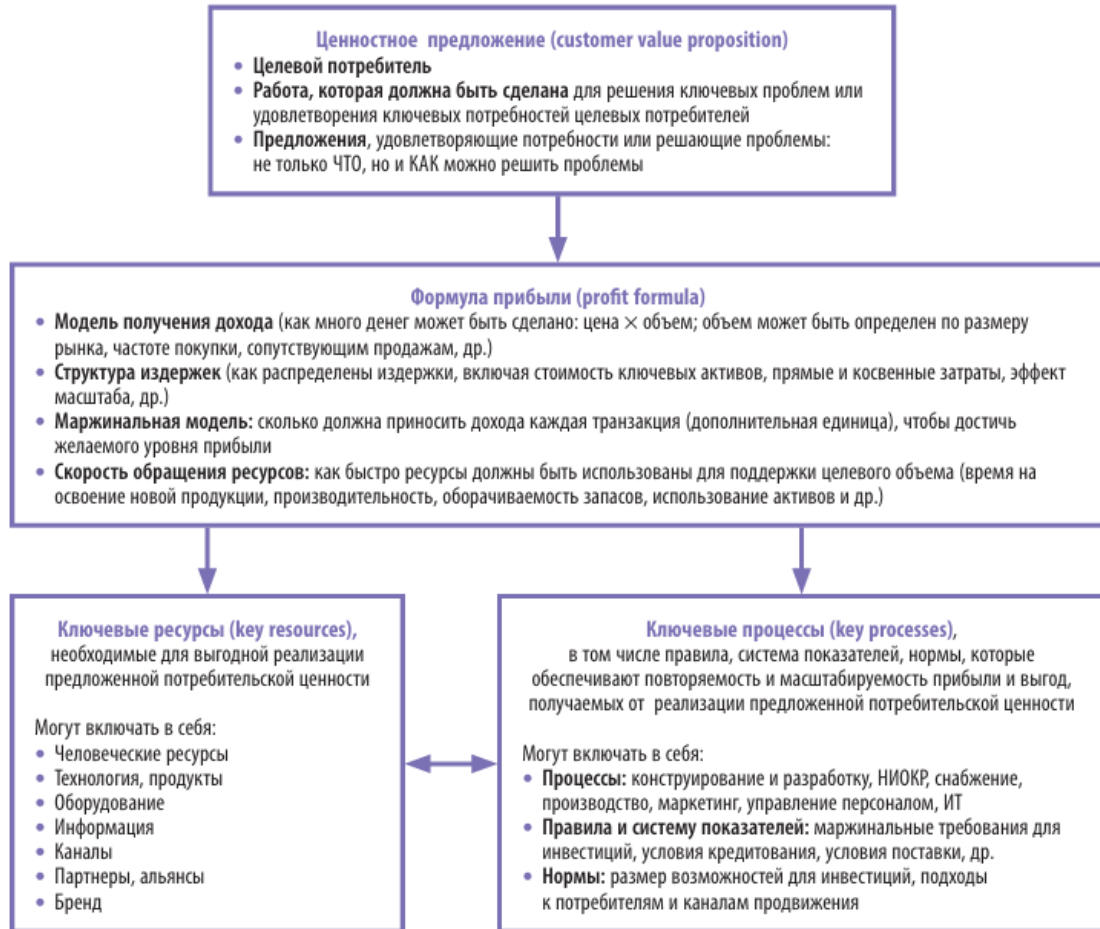 Ценностное предложение (customer value proposition)
• Целевой потребитель
• Работа, которая должна быть сделана для решения ключевых проблем или
удовлетворения ключевых потребностей целевых потребителей
• Предложения, удовлетворяющие потребности или решающие проблемы:
не только ЧТО, но и КАК можно решить проблемы
Формула прибыли (profit formula)
• Модель получения дохода (как много денег может быть сделано: цена × объем; объем может быть определен по размеру
рынка, частоте покупки, сопутствующим продажам, др.)
• Структура издержек (как распределены издержки, включая стоимость ключевых активов, прямые и косвенные затраты, эффект
масштаба, др.)
• Маржинальная модель: сколько должна приносить дохода каждая транзакция (дополнительная единица), чтобы достичь
желаемого уровня прибыли
• Скорость обращения ресурсов: как быстро ресурсы должны быть использованы для поддержки целевого объема (время на
освоение новой продукции, производительность, оборачиваемость запасов, использование активов и др.)
Ключевые ресурсы (key resources),
необходимые для выгодной реализации
предложенной потребительской ценности
Могут включать в себя:
• Человеческие ресурсы
• Технология, продукты
• Оборудование
• Информация
• Каналы
• Партнеры, альянсы
• Бренд
Ключевые процессы (key processes),
в том числе правила, система показателей, нормы, которые
обеспечивают повторяемость и масштабируемость прибыли и выгод,
получаемых от реализации предложенной потребительской ценности
Могут включать в себя:
• Процессы: конструирование и разработку, НИОКР, снабжение,
производство, маркетинг, управление персоналом, ИТ
• Правила и систему показателей: маржинальные требования для
инвестиций, условия кредитования, условия поставки, др.
• Нормы: размер возможностей для инвестиций, подходы
к потребителям и каналам продвижения